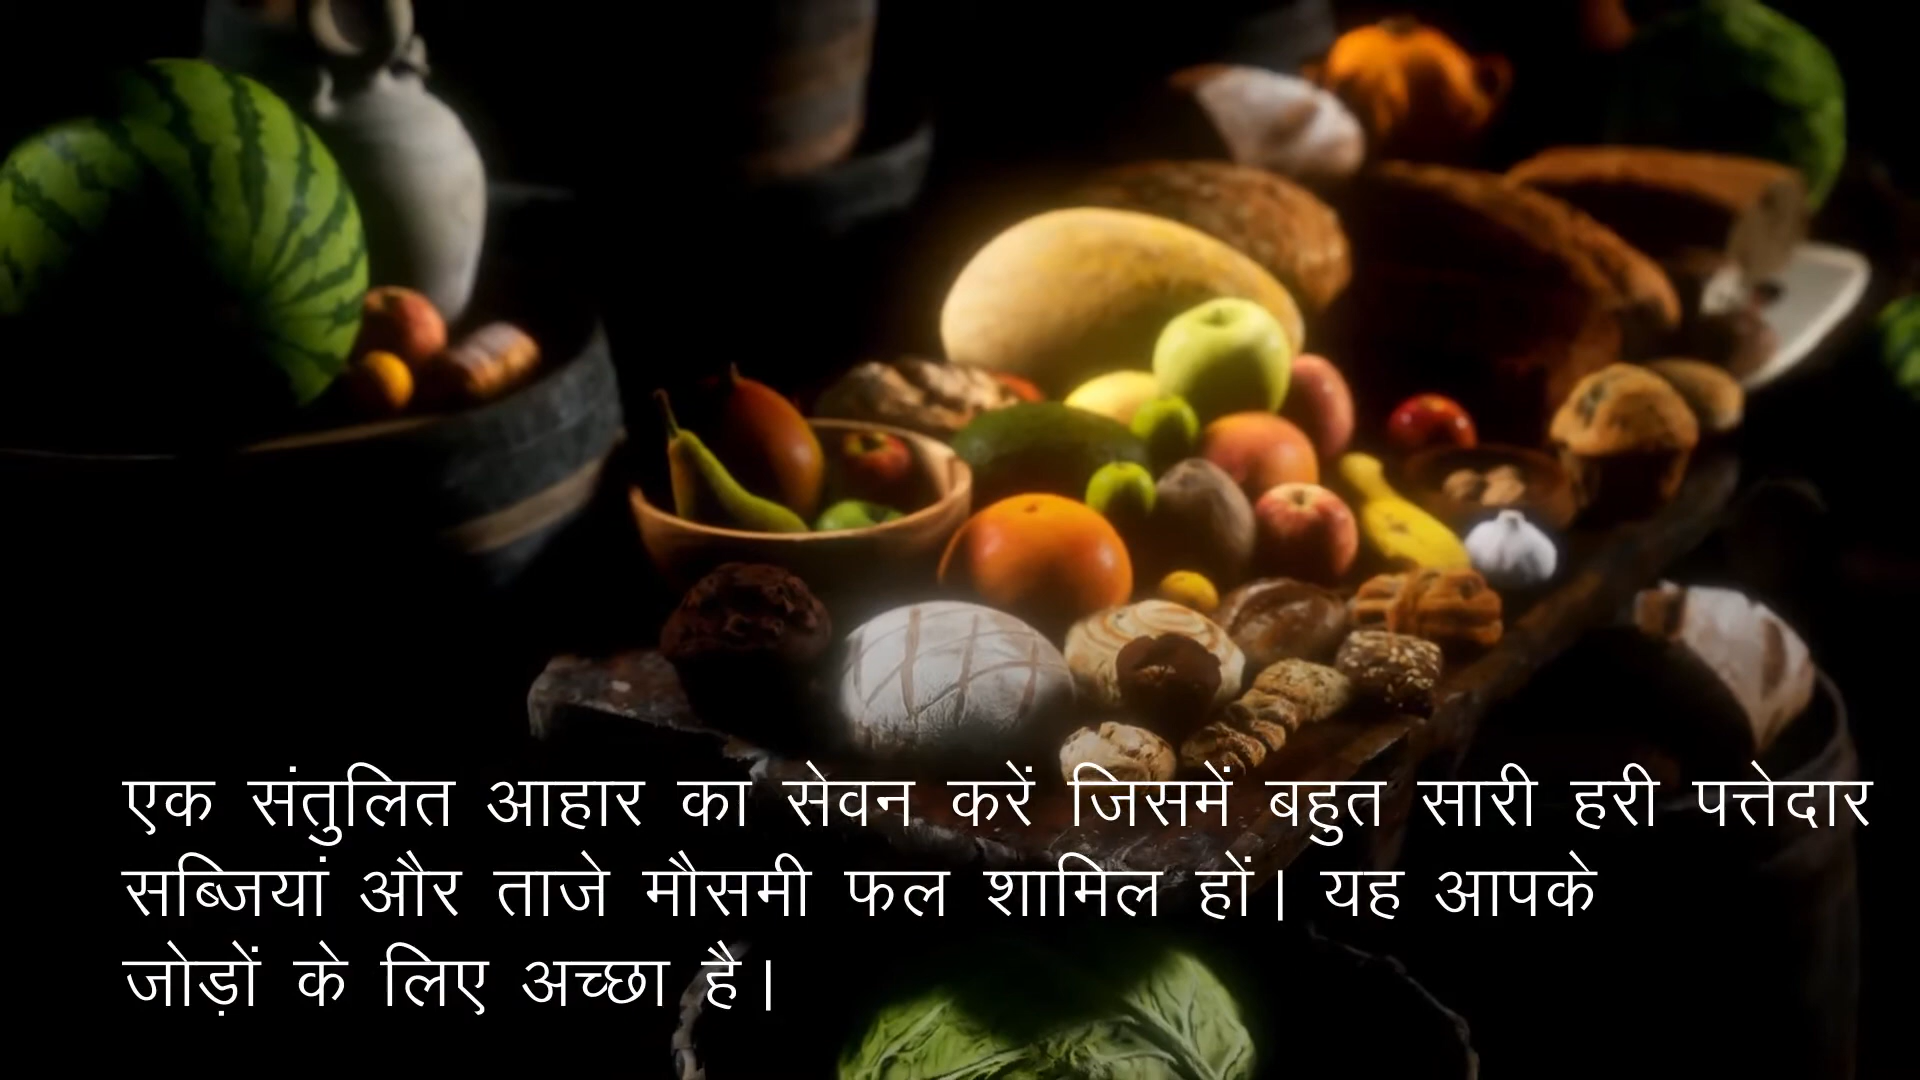 एक संतुलित आहार का सेवन करें जिसमें बहुत सारी हरी पत्तेदार
सब्जियां और ताजे मौसमी फल शामिल हों। यह आपके
जोड़ों के लिए अच्छा है।